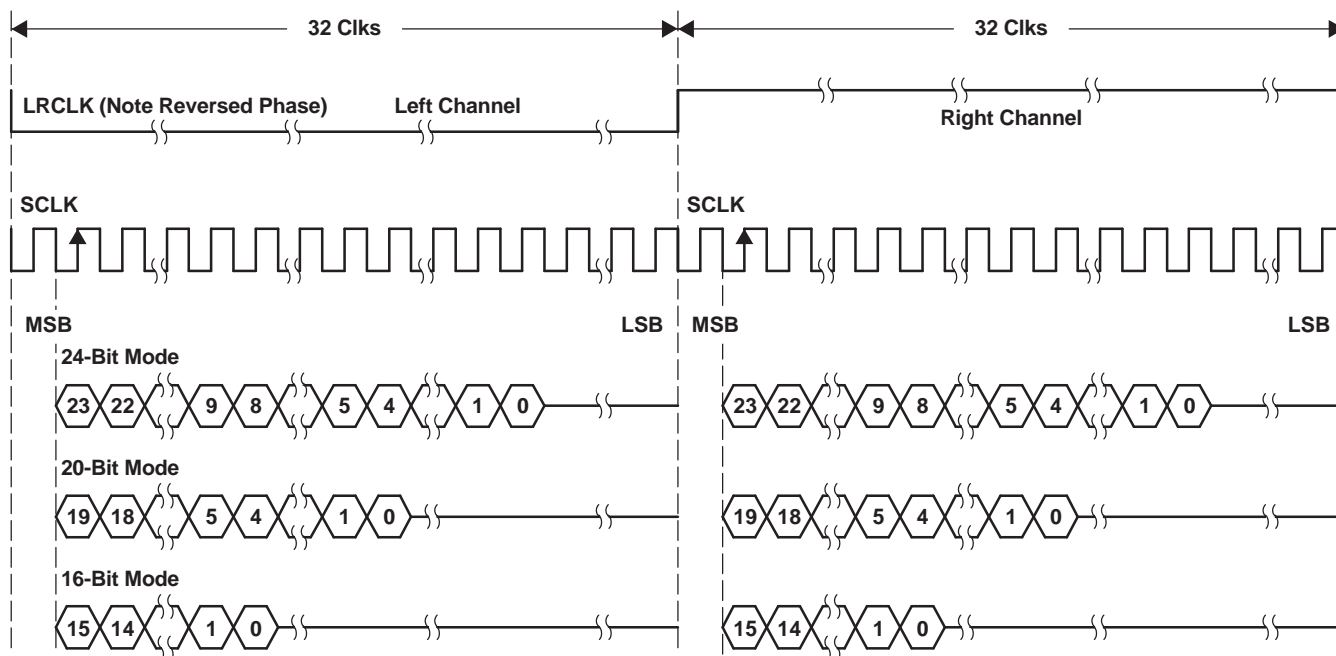 32 Clks 32 Clks
LRCLK (Note Reversed Phase) Left Channel
Right Channel
SCLK SCLK
MSB LSB MSB LSB
24-Bit Mode
23 22 9 8 5 4 1 0 23 22 9 8 5 4 1 0
20-Bit Mode
19 18 5 4 1 0 19 18 5 4 1 0
16-Bit Mode
15 14 1 0 15 14 1 0